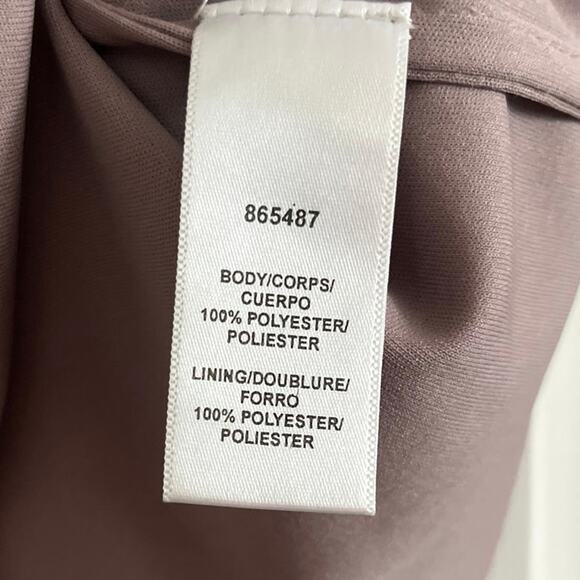 865487
BODY/CORPS/
CUERPO
100% POLYESTER/
POLIESTER
LINING/DOUBLURE/
FORRO
100% POLYESTER/
POLIESTER